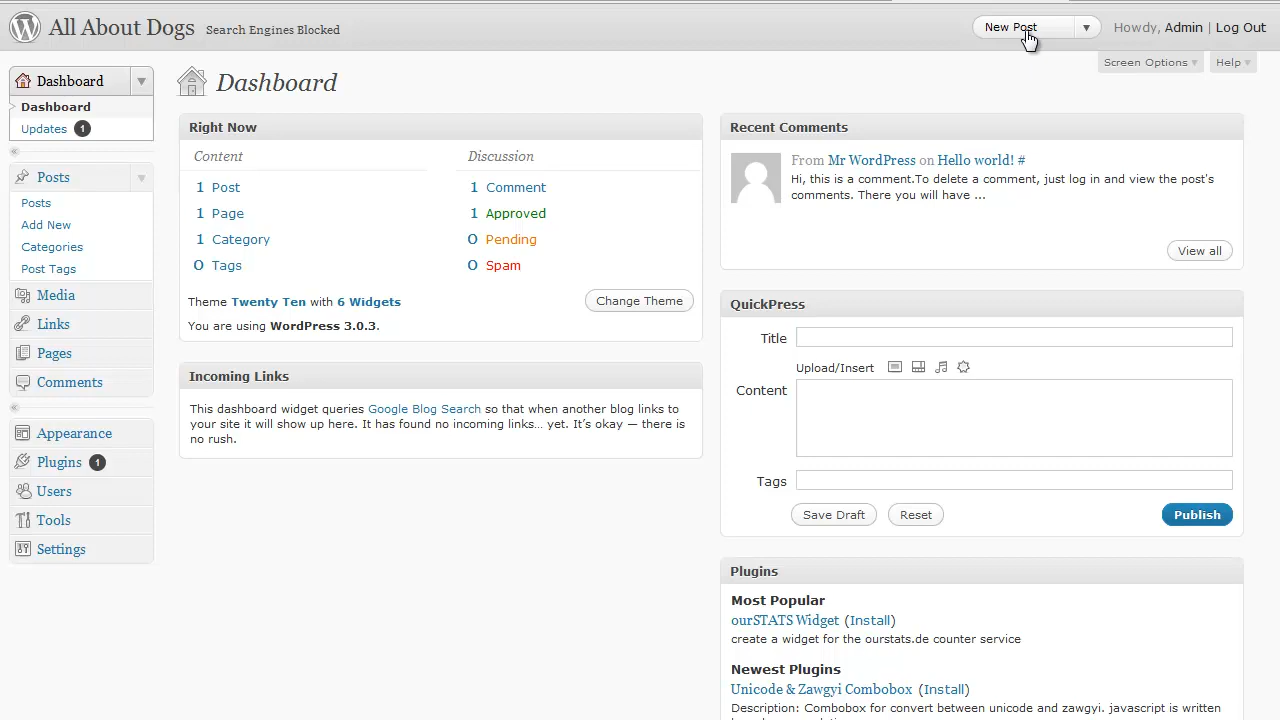 All About Dogs Search Engines Blocked
New Post
Howdy, Admin | Log Out
Screen Options
Help
Dashboard
Dashboard
Updates 1
Posts
Posts
Add New
Categories
Post Tags
Media
Links
Pages
Comments
Appearance
Plugins 1
Users
Tools
Settings
Dashboard
Right Now
Content
1 Post
1 Page
1 Category
0 Tags
Discussion
1 Comment
1 Approved
0 Pending
0 Spam
Theme Twenty Ten with 6 Widgets
Change Theme
You are using WordPress 3.0.3.
Incoming Links
This dashboard widget queries Google Blog Search so that when another blog links to
your site it will show up here. It has found no incoming links… yet. It’s okay — there is
no rush.
Recent Comments
From Mr WordPress on Hello world! #
Hi, this is a comment.To delete a comment, just log in and view the post's
comments. There you will have ...
View all
QuickPress
Title
Upload/Insert
Content
Tags
Save Draft
Reset
Publish
Plugins
Most Popular
ourSTATS Widget (Install)
create a widget for the ourstats.de counter service
Newest Plugins
Unicode & Zawgyi Combobox (Install)
Description: Combobox for convert between unicode and zawgyi. javascript is written